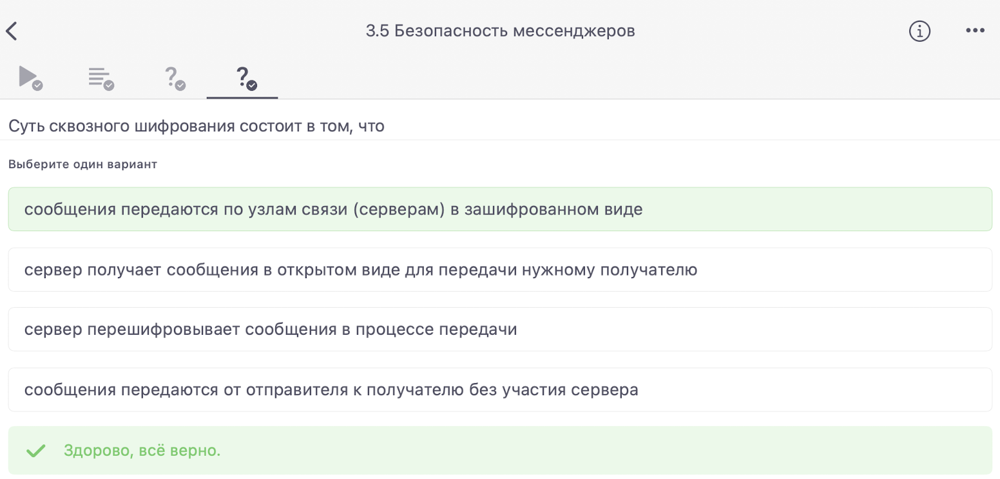 3.5 Безопасность мессенджеров
Суть сквозного шифрования состоит в том, что
Выберите один вариант
сообщения передаются по узлам связи (серверам) в зашифрованном виде
сервер получает сообщения в открытом виде для передачи нужному получателю
сервер перешифровывает сообщения в процессе передачи
сообщения передаются от отправителя к получателю без участия сервера
Здорово, всё верно.